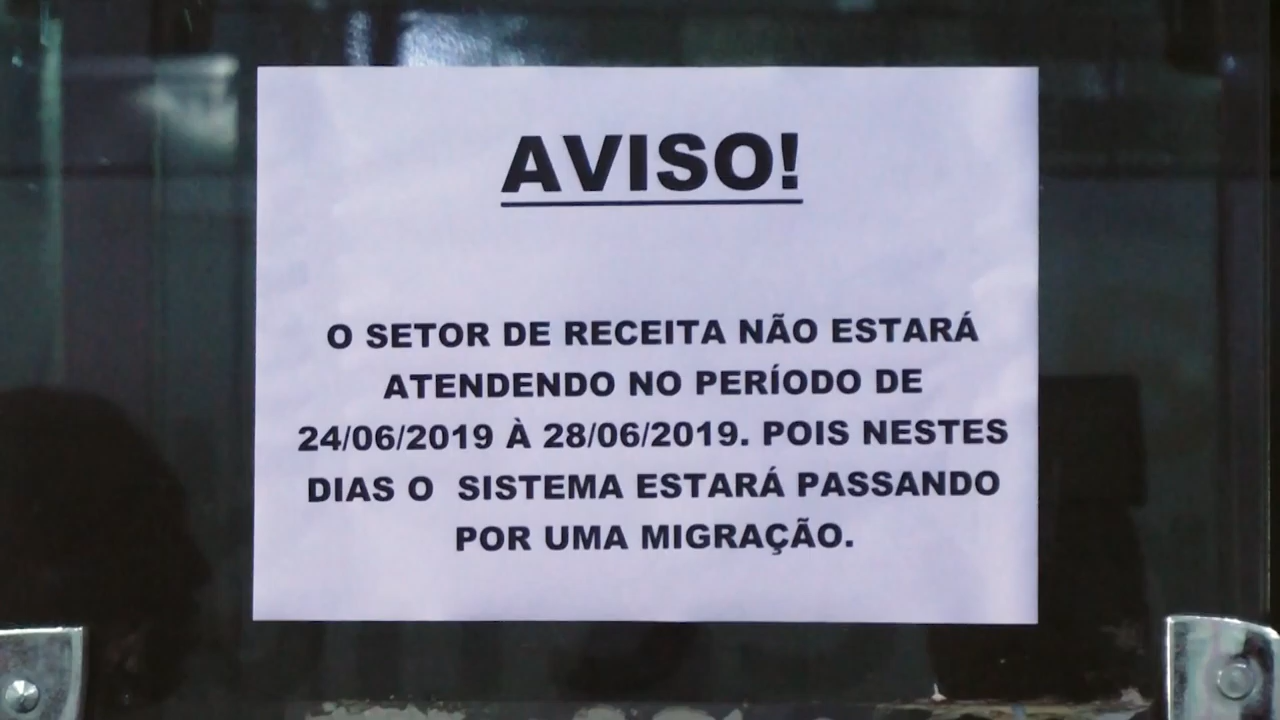 AVISO!
O SETOR DE RECEITA NÃO ESTARÁ
ATENDENDO NO PERÍODO DE
24/06/2019 À 28/06/2019. POIS NESTES
DIAS O  SISTEMA ESTARÁ PASSANDO
POR UMA MIGRAÇÃO.